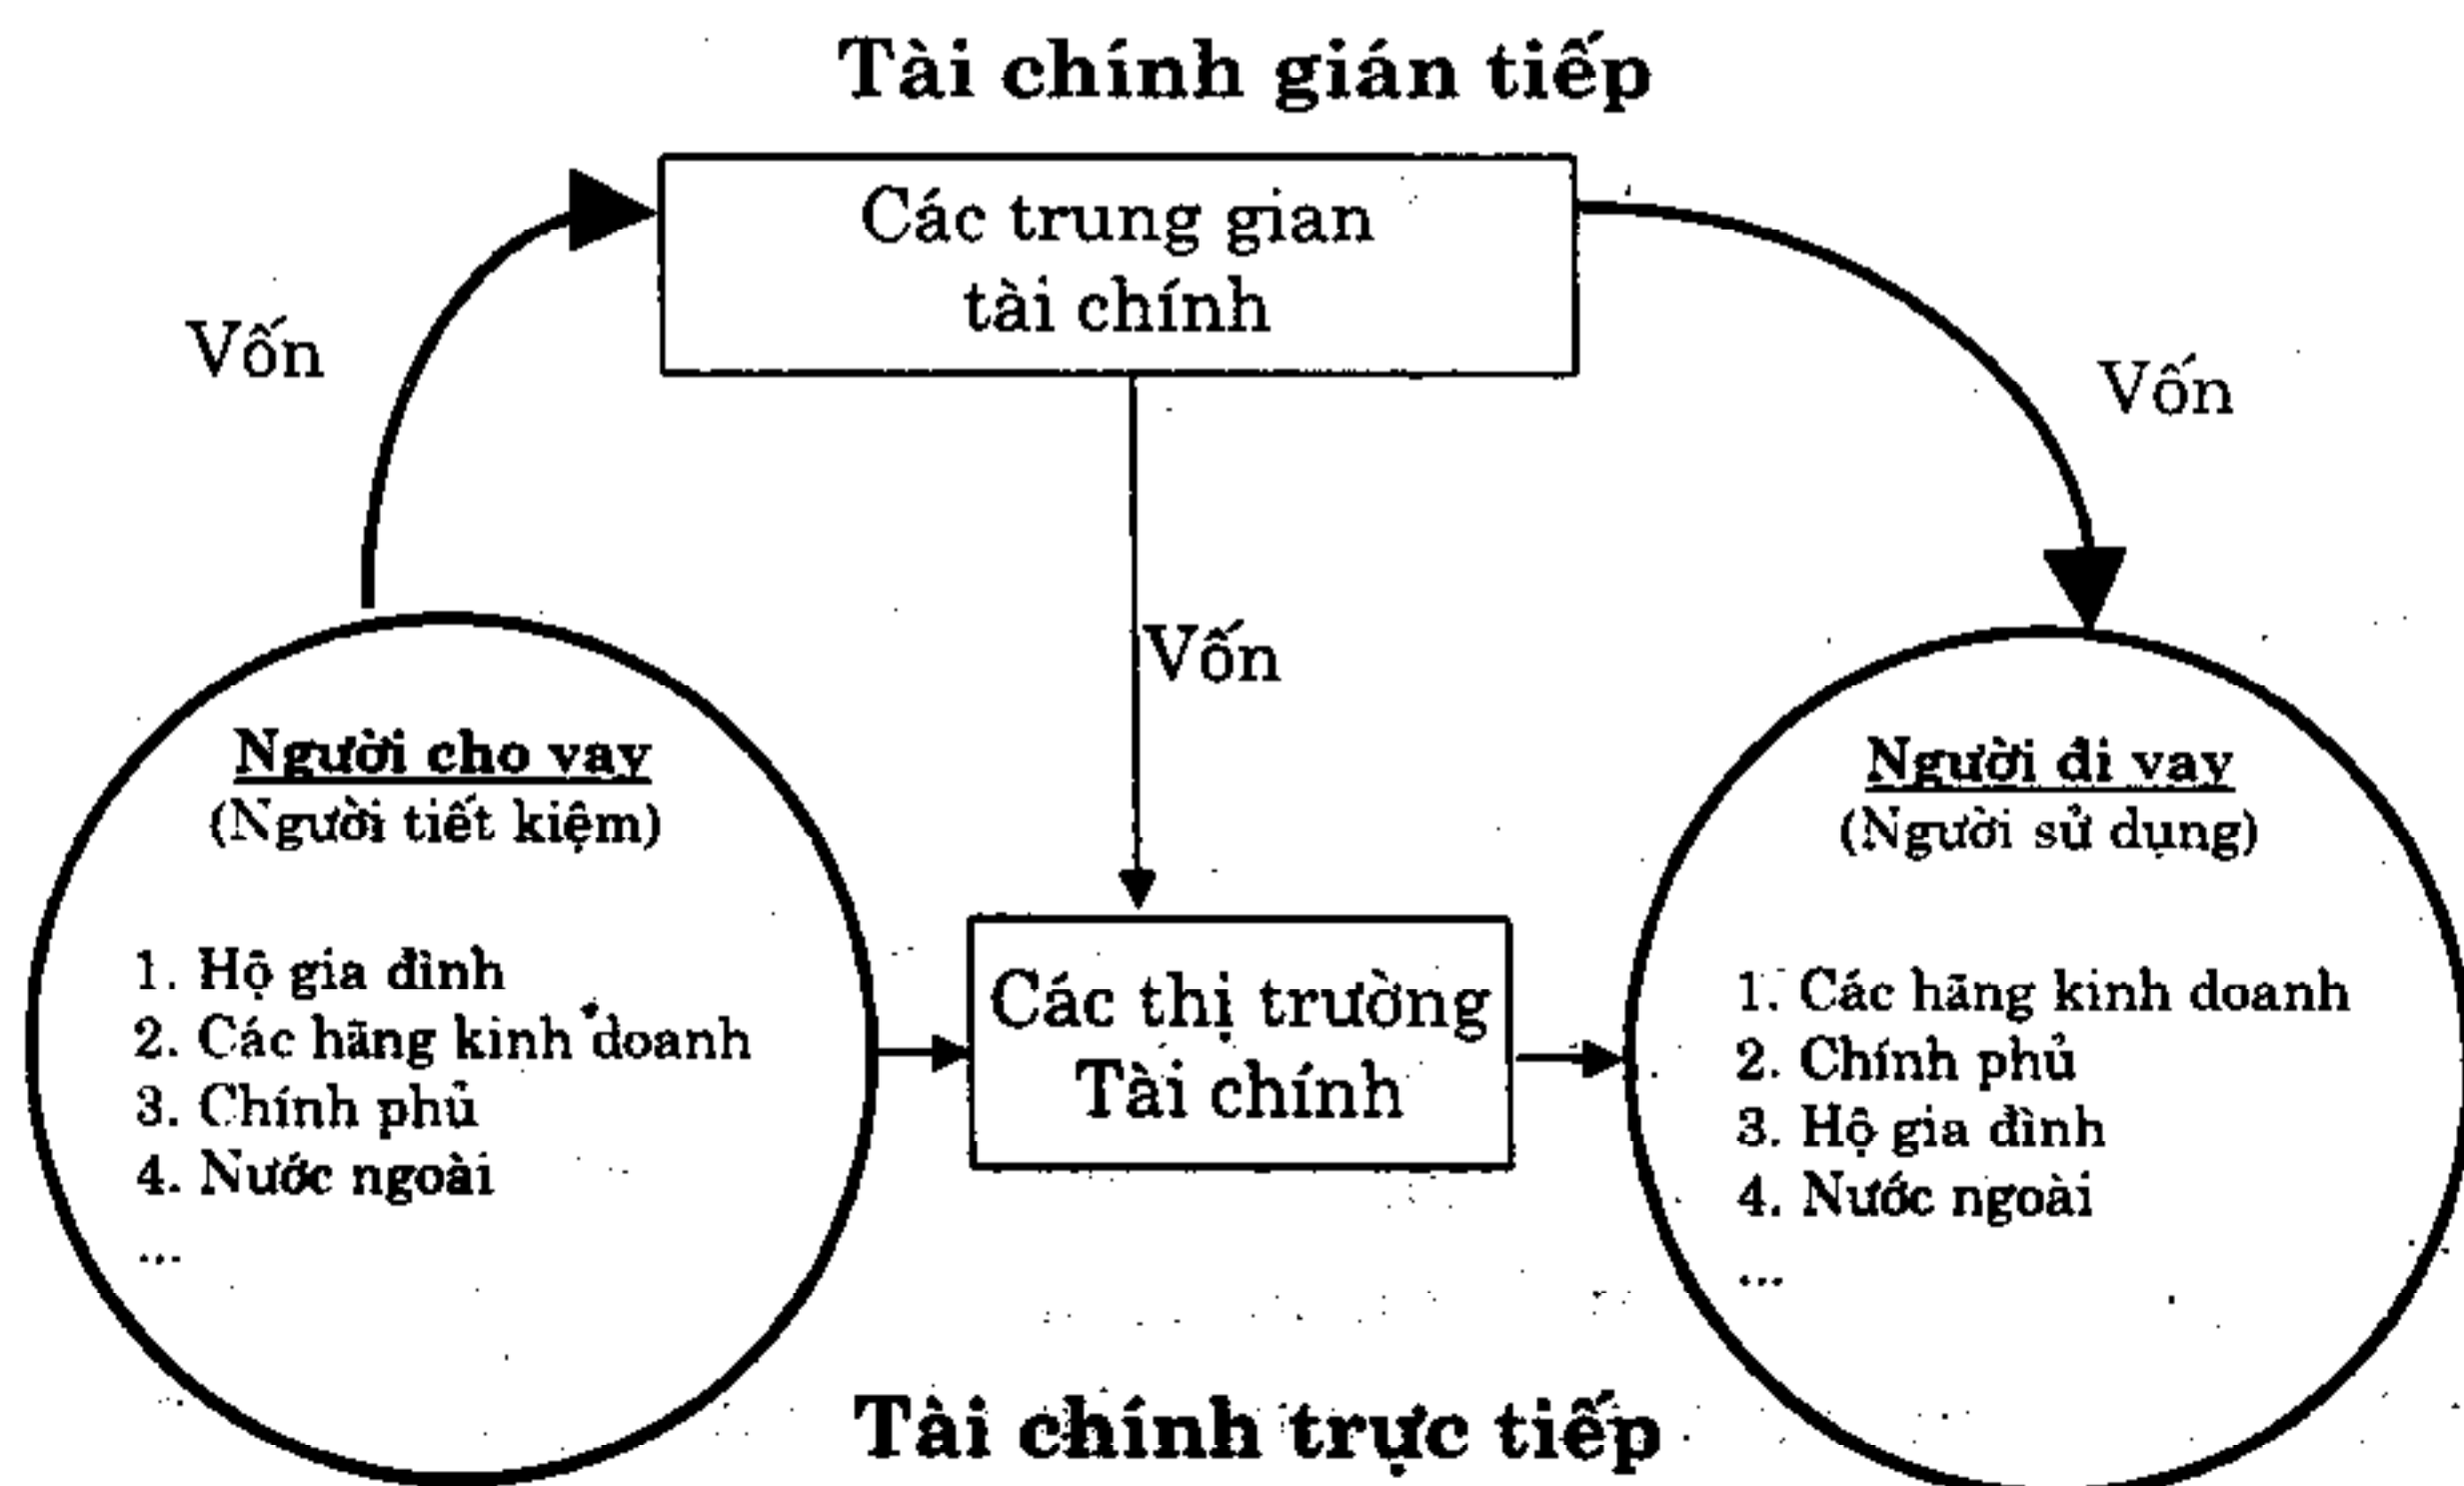 Tài chính gián tiếp
Các trung gian
tài chính
Vốn
Vốn
Vốn
Người cho vay
(Người tiết kiệm)
1. Hộ gia đình
2. Các hãng kinh doanh
3. Chính phủ
4. Nước ngoài
...
Các thị trường
Tài chính
Người đi vay
(Người sử dụng)
1. Các hãng kinh doanh
2. Chính phủ
3. Hộ gia đình
4. Nước ngoài
...
Tài chính trực tiếp